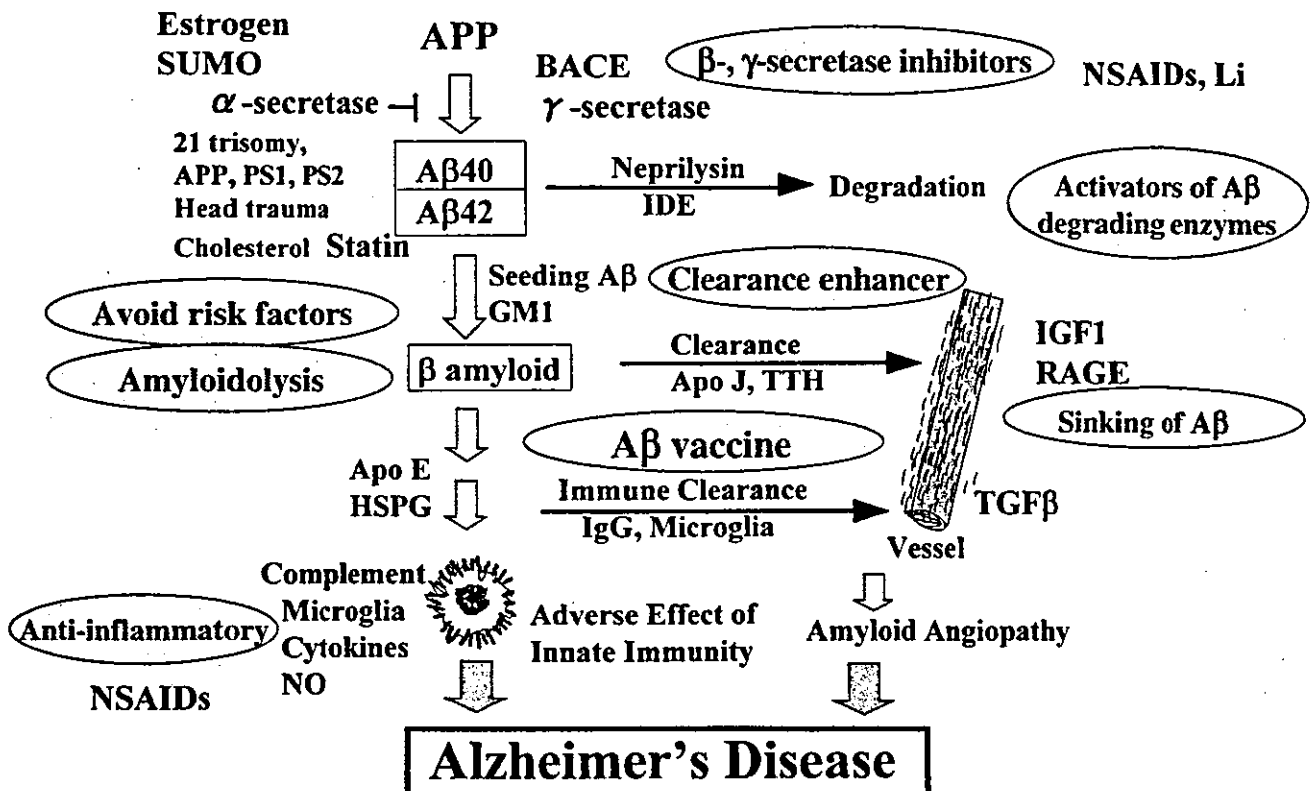 Estrogen
SUMO
APP
BACE
γ-secretase
β-, γ-secretase inhibitors
NSAIDs, Li
α-secretase
21 trisomy,
APP, PS1, PS2
Head trauma
Cholesterol Statin
Aβ40
Aβ42
Neprilysin
IDE
Degradation
Activators of Aβ
degrading enzymes
Seeding Aβ
GM1
Clearance enhancer
Avoid risk factors
Amyloidolysis
β amyloid
Clearance
Apo J, TTH
IGF1
RAGE
Sinking of Aβ
Aβ vaccine
Apo E
HSPG
Immune Clearance
IgG, Microglia
TGFβ
Vessel
Complement
Microglia
Cytokines
NO
Anti-inflammatory
NSAIDs
Adverse Effect of
Innate Immunity
Amyloid Angiopathy
Alzheimer's Disease